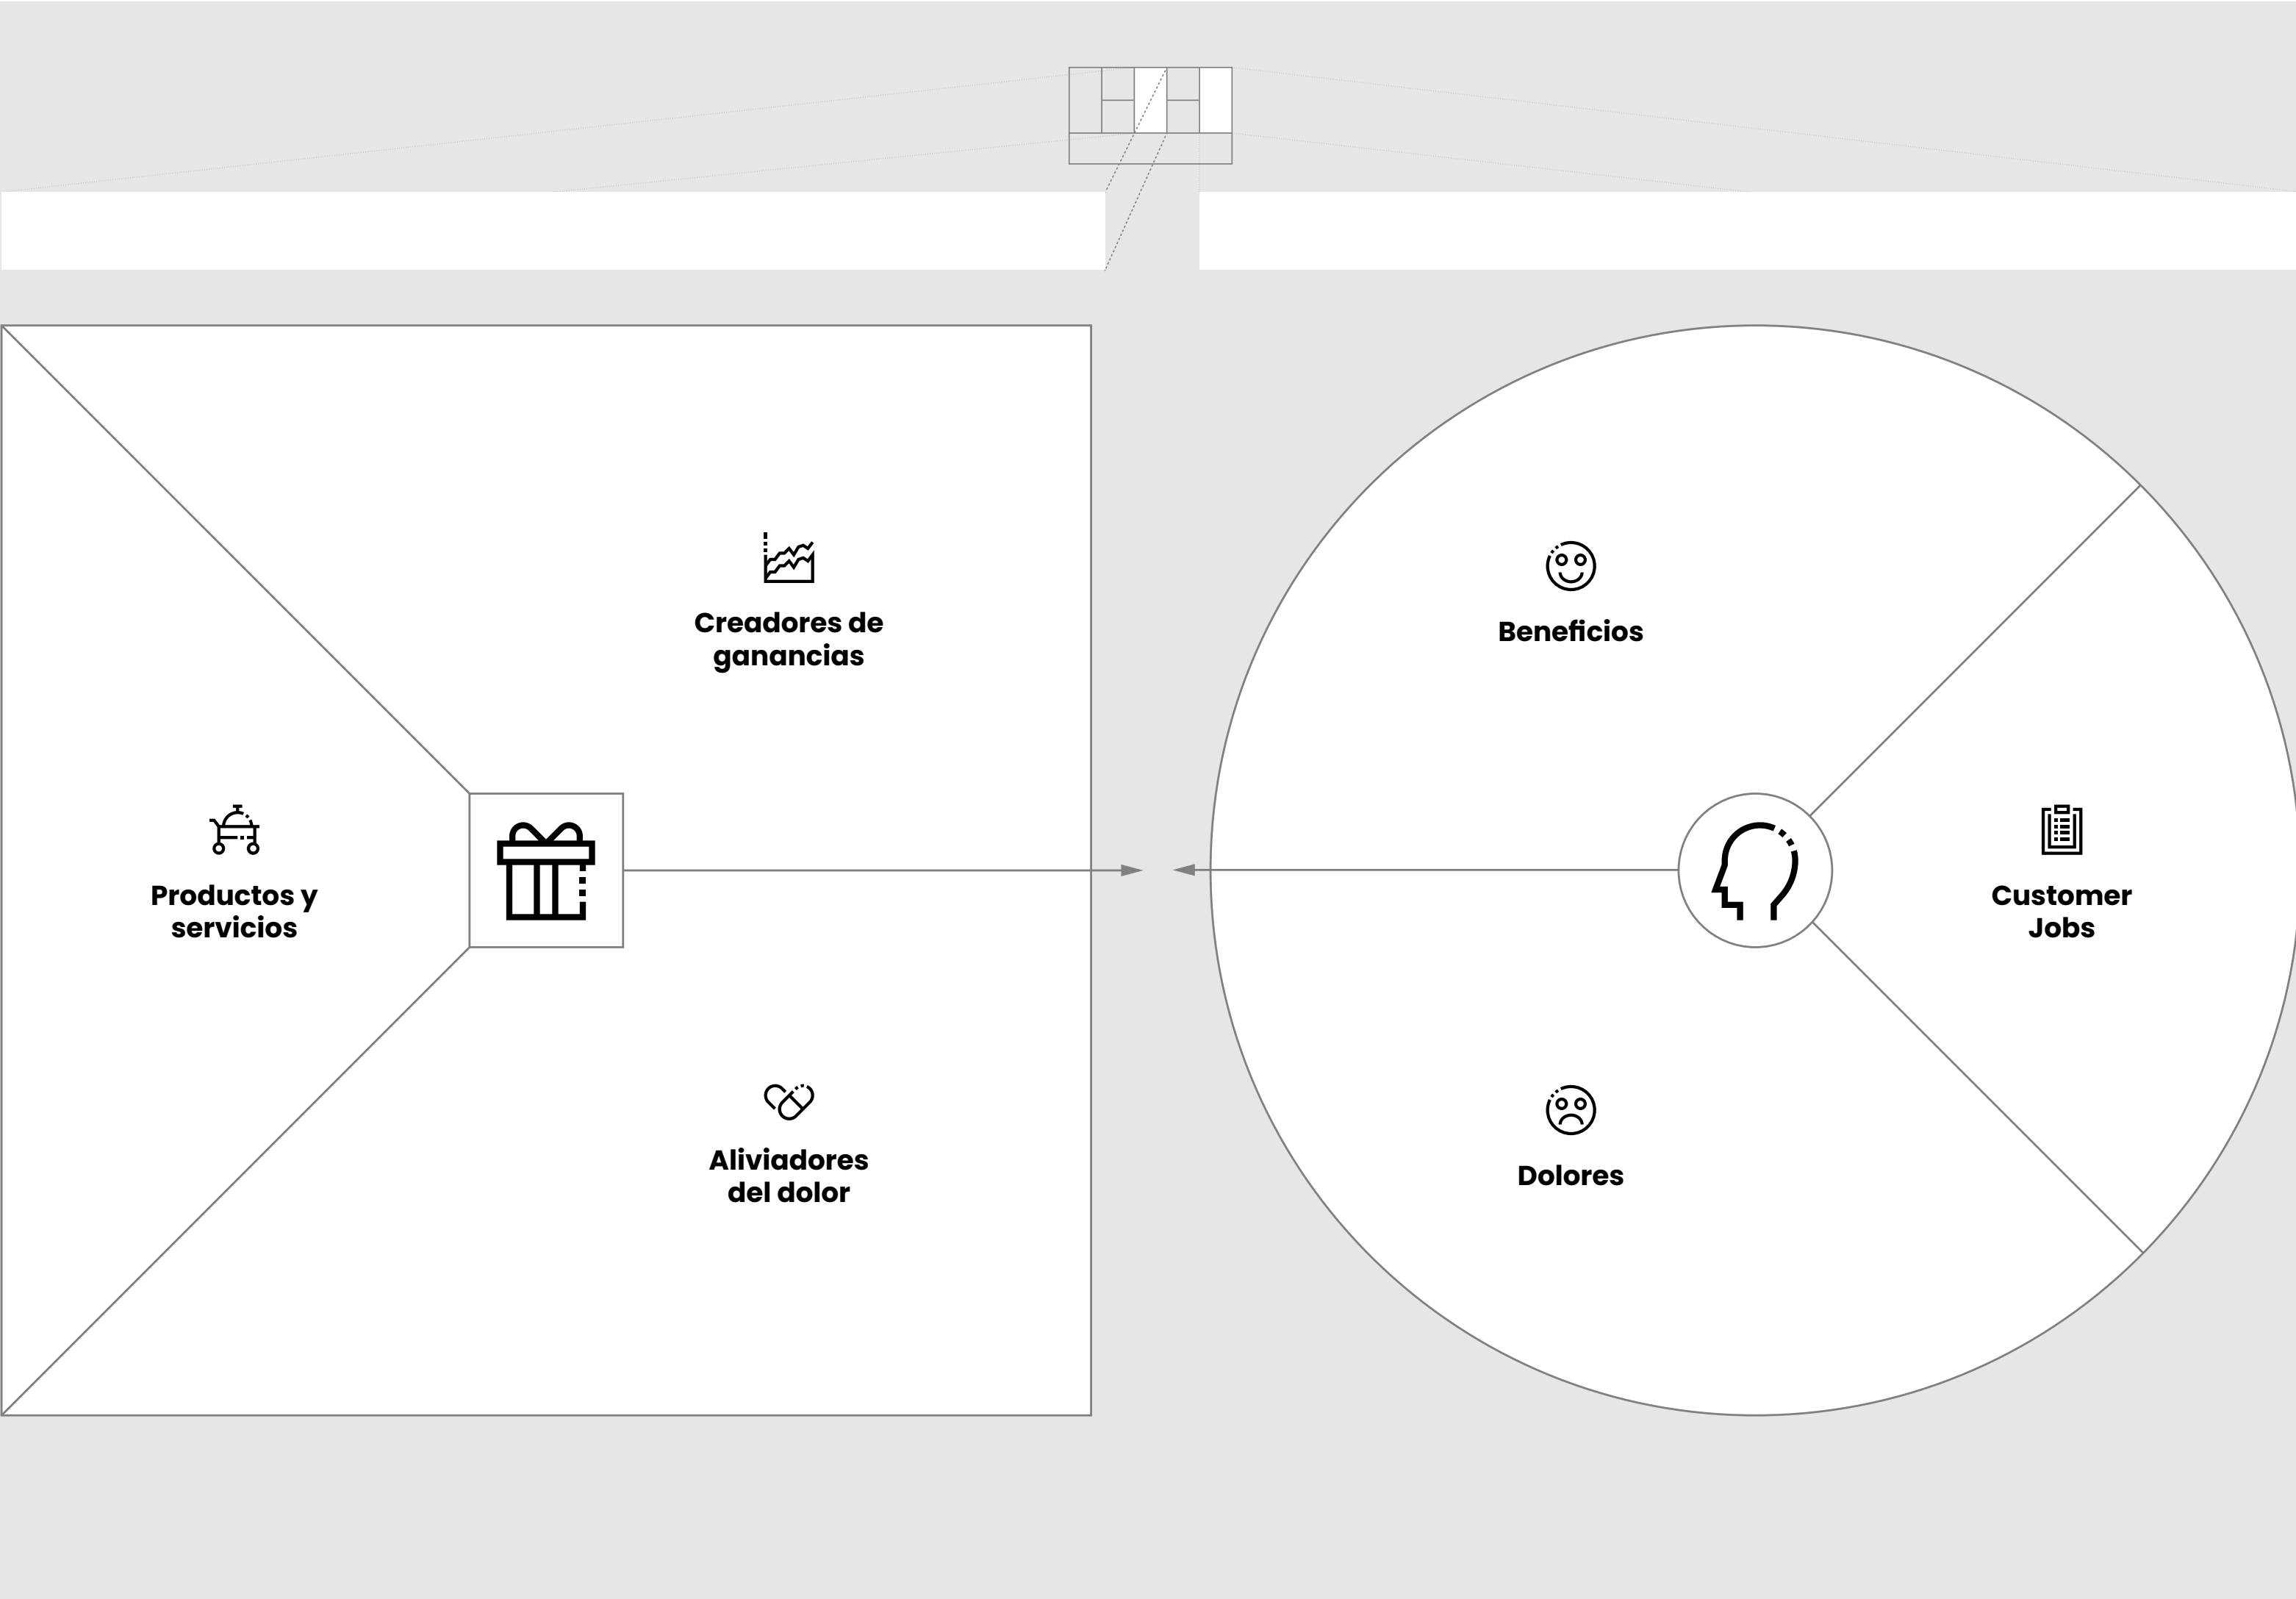 Creadores de
ganancias
Productos y
servicios
Aliviadores
del dolor
Beneficios
Customer
Jobs
Dolores